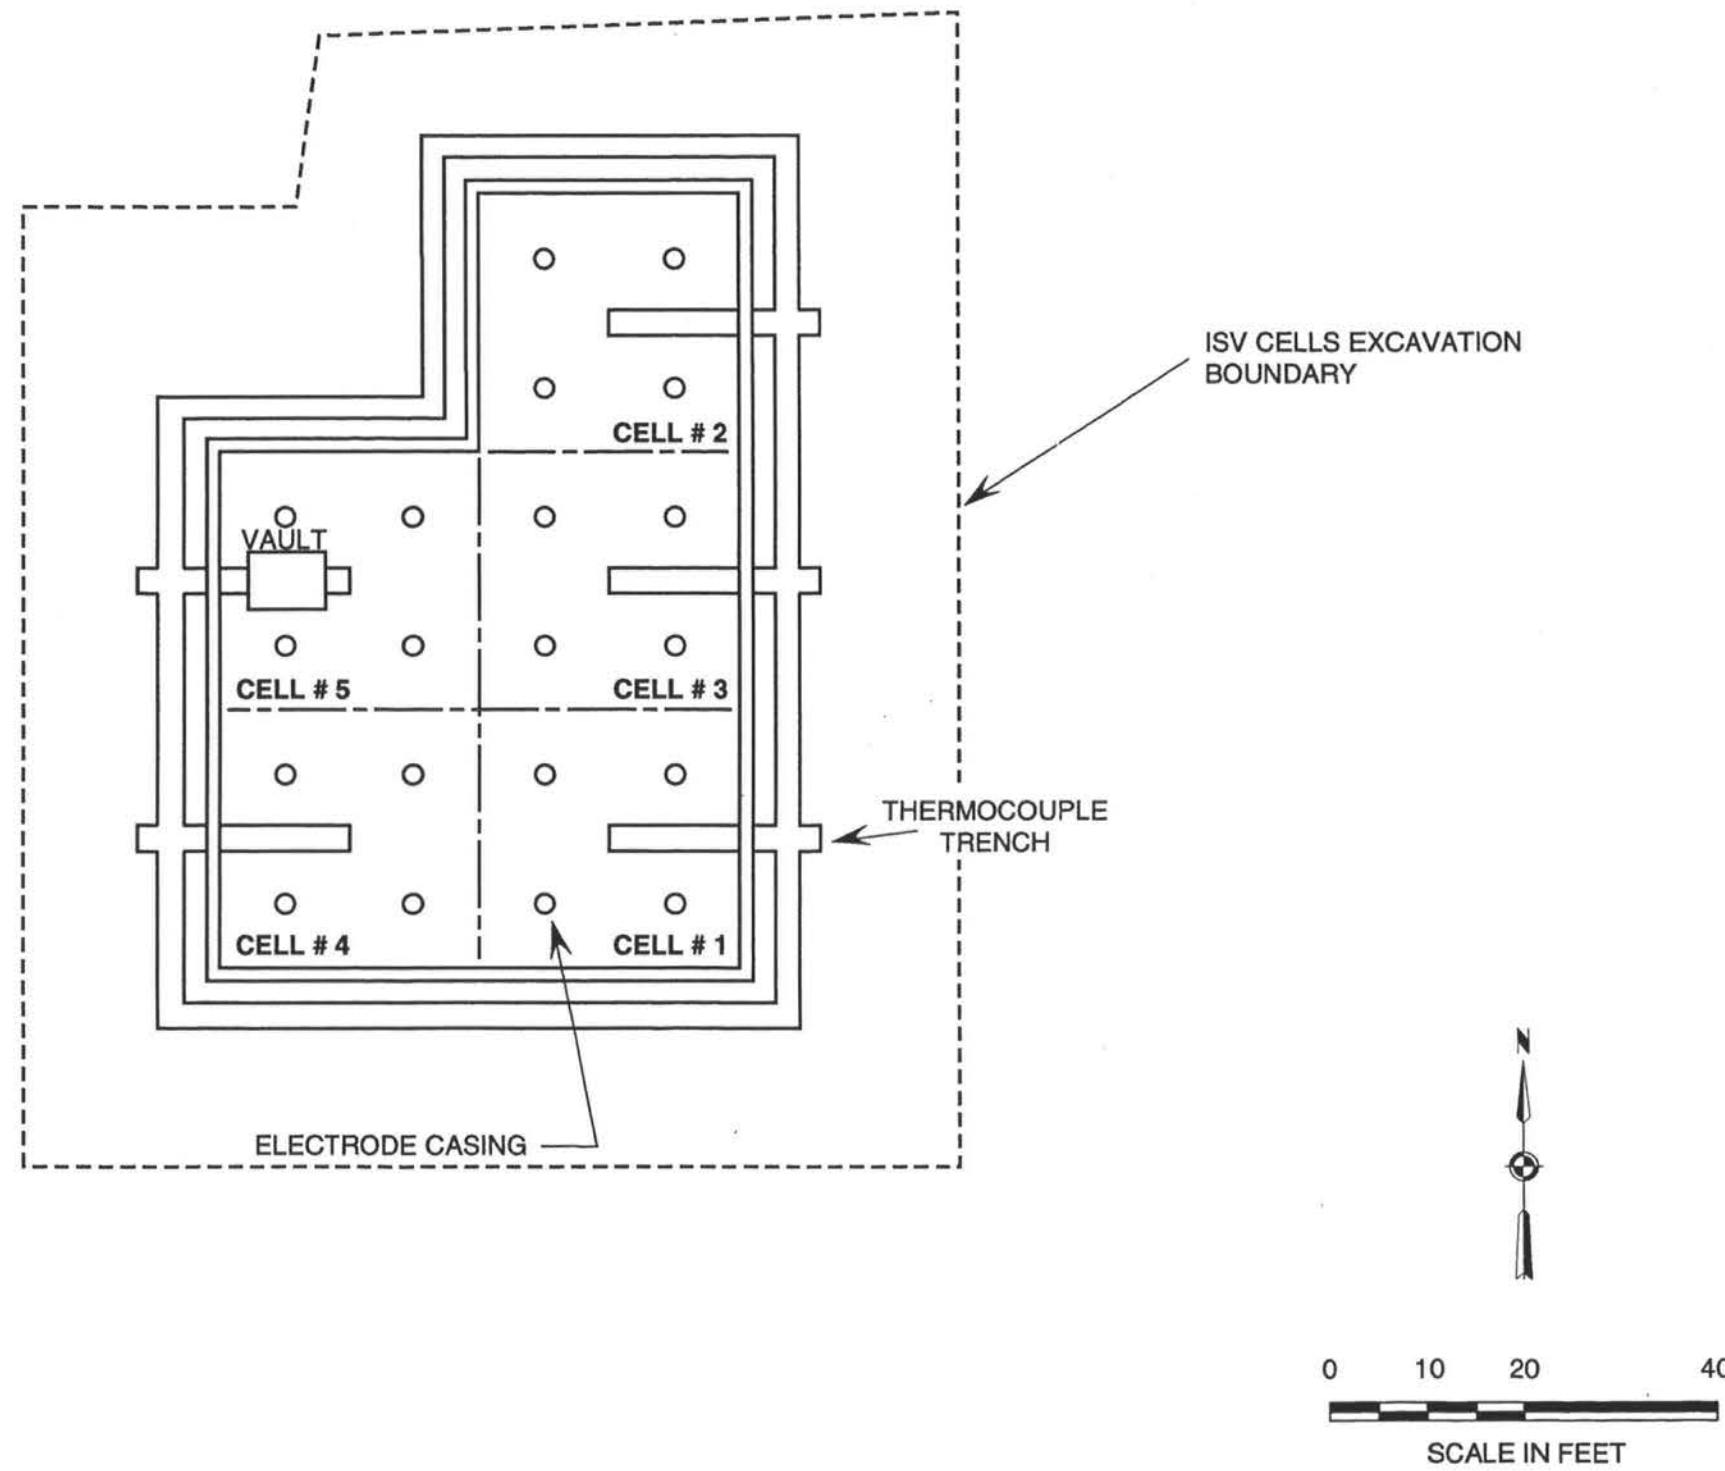 ISV CELLS EXCAVATION
BOUNDARY
CELL # 2
VAULT
CELL # 5
CELL # 3
THERMOCOUPLE
TRENCH
CELL # 4
CELL # 1
ELECTRODE CASING
N
0 10 20 40
SCALE IN FEET